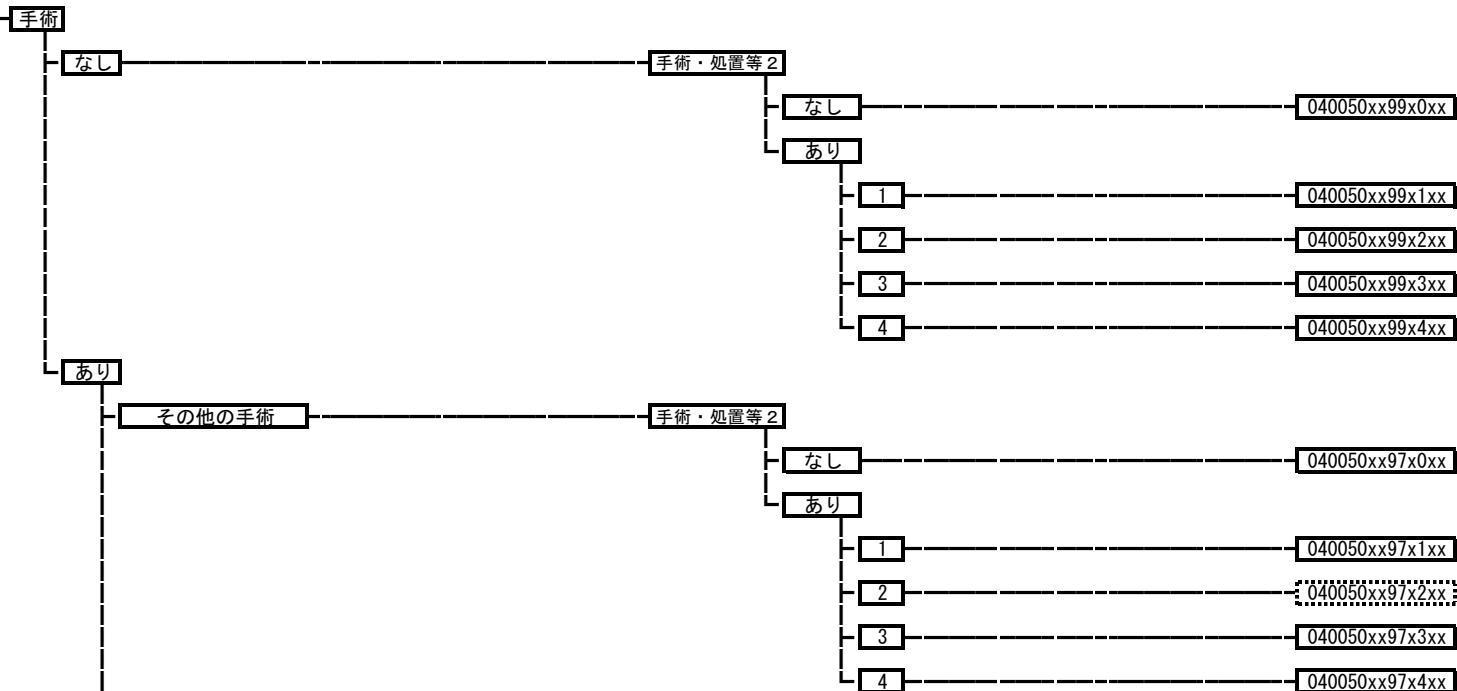 手術
なし 手術・処置等２
なし 040050xx99x0xx
あり
1 040050xx99x1xx
2 040050xx99x2xx
3 040050xx99x3xx
4 040050xx99x4xx
あり
その他の手術 手術・処置等２
なし 040050xx97x0xx
あり
1 040050xx97x1xx
2 040050xx97x2xx
3 040050xx97x3xx
4 040050xx97x4xx